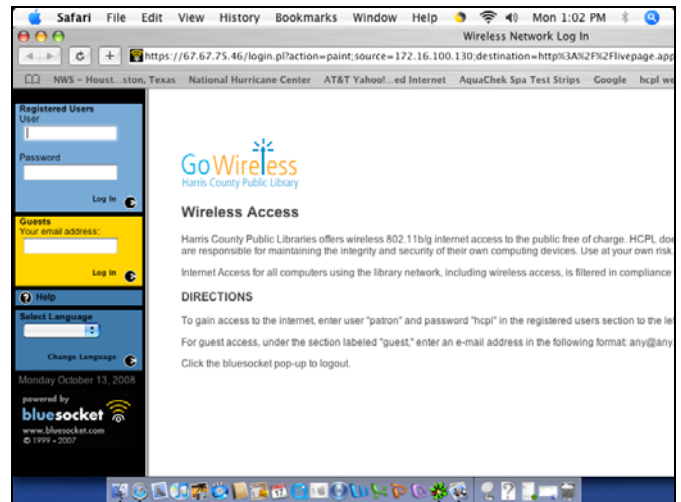 Safari File Edit View History Bookmarks Window Help Mon 1:02 PM
Wireless Network Log In
https://67.67.75.46/login.pl?action=paint;source=172.16.100.130;destination=http%3A%2F%2Flivepage.app
NWS – Houst...ston, Texas National Hurricane Center AT&T Yahoo!...ed Internet AquaChek Spa Test Strips Google hcpl we
Registered Users
User
Password
Log In
Guests
Your email address:
Log In
Help
Select Language
Change Language
Monday October 13, 2008
powered by
bluesocket
www.bluesocket.com
© 1999 - 2007
GoWireless
Harris County Public Library
Wireless Access
Harris County Public Libraries offers wireless 802.11b/g internet access to the public free of charge. HCPL doe
are responsible for maintaining the integrity and security of their own computing devices. Use at your own risk.
Internet Access for all computers using the library network, including wireless access, is filtered in compliance
DIRECTIONS
To gain access to the internet, enter user "patron" and password "hcpl" in the registered users section to the lef
For guest access, under the section labeled "guest," enter an e-mail address in the following format: any@any.
Click the bluesocket pop-up to logout.